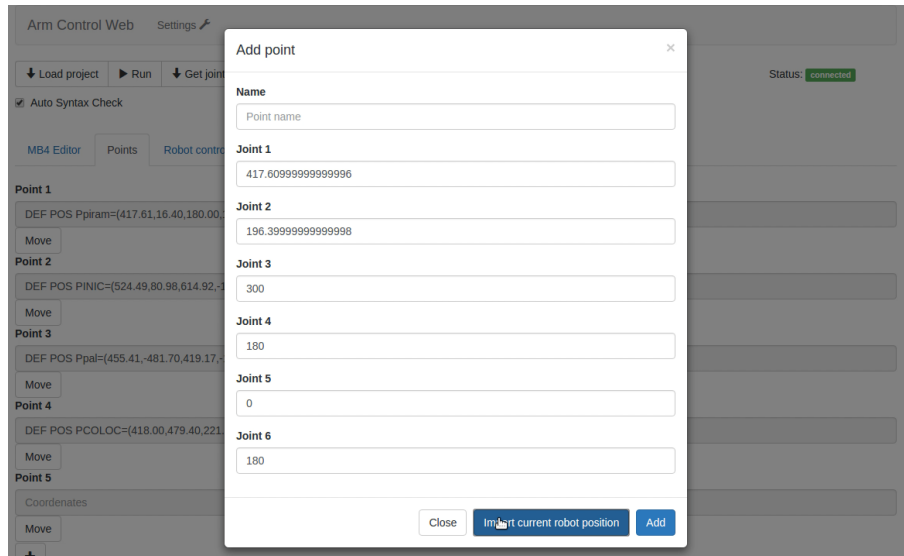 Arm Control Web Settings
Add point
×
Load project Run Get joint
Status: connected
Auto Syntax Check
Name
Point name
MB4 Editor Points Robot contro
Joint 1
417.60999999999996
Point 1
DEF POS Ppiram=(417.61,16.40,180.00,
Joint 2
196.39999999999998
Move
Point 2
Joint 3
DEF POS PINIC=(524.49,80.98,614.92,-1
300
Move
Joint 4
Point 3
180
DEF POS Ppal=(455.41,-481.70,419.17,-
Joint 5
Move
0
Point 4
DEF POS PCOLOC=(418.00,479.40,221.
Joint 6
Move
180
Point 5
Coordenates
Move
Close Import current robot position Add
+